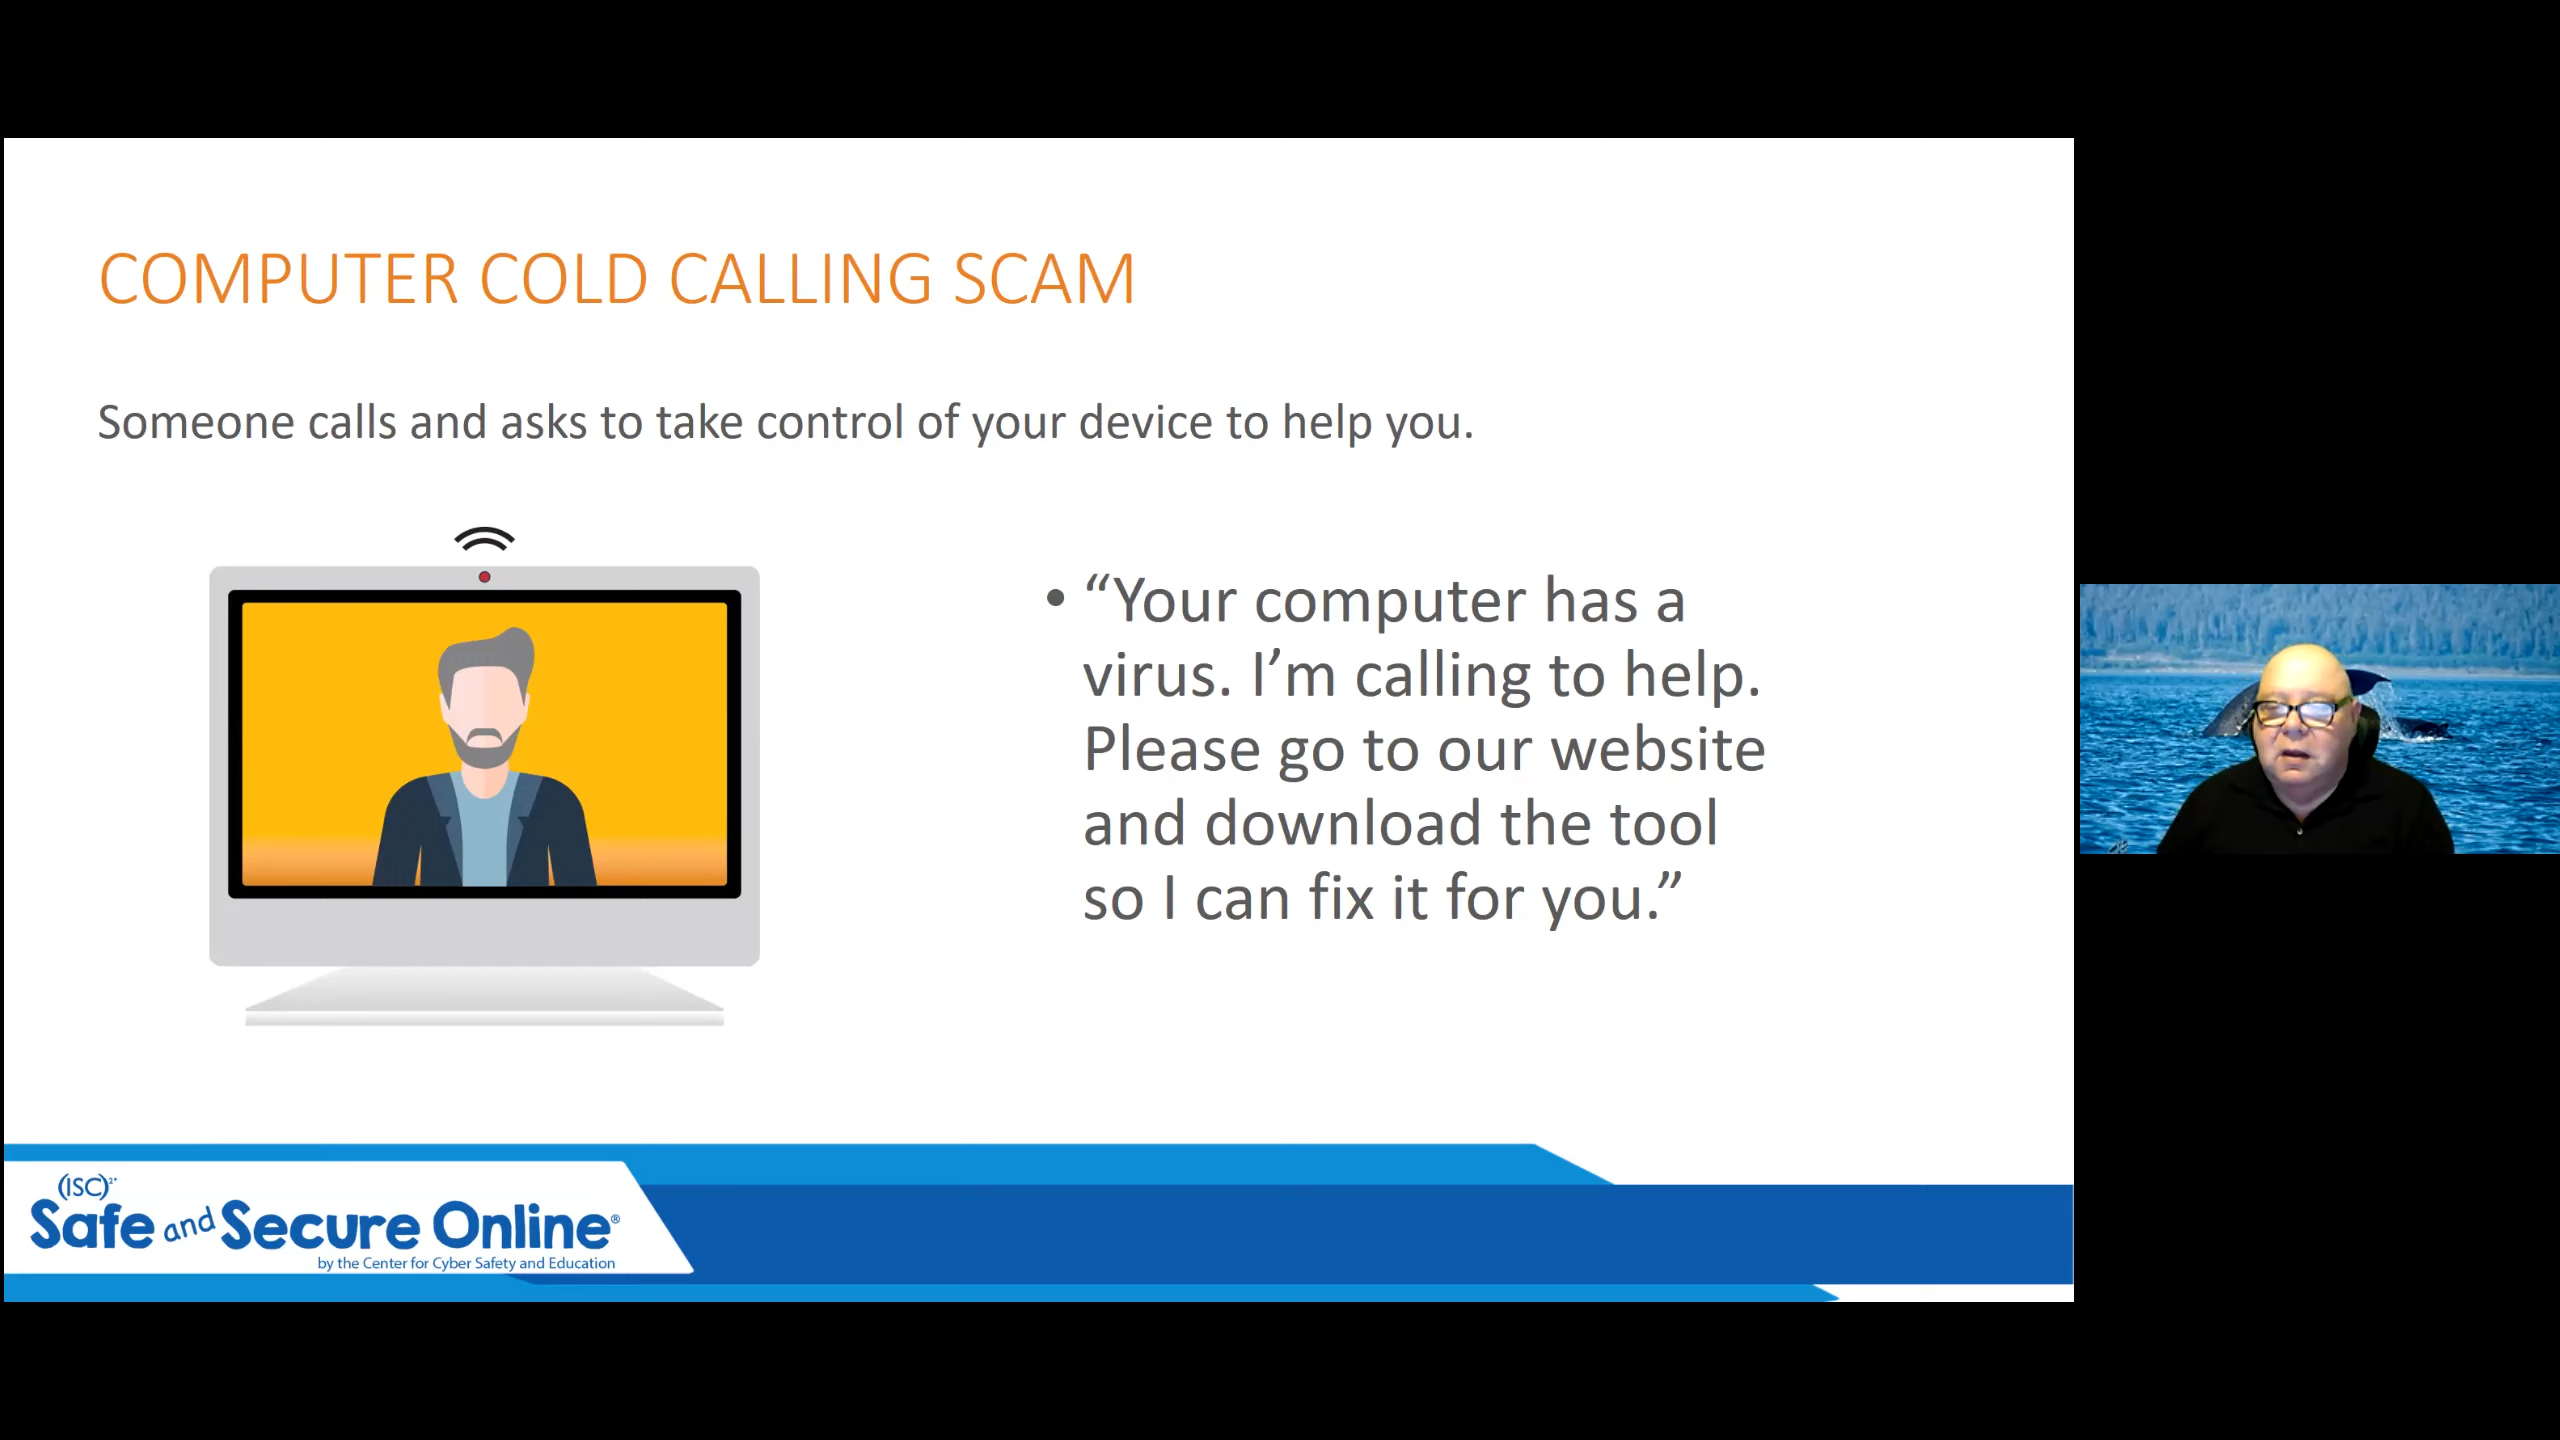 COMPUTER COLD CALLING SCAM
Someone calls and asks to take control of your device to help you.
• “Your computer has a
virus. I’m calling to help.
Please go to our website
and download the tool
so I can fix it for you.”
(ISC)²®
Safe and Secure Online®
by the Center for Cyber Safety and Education